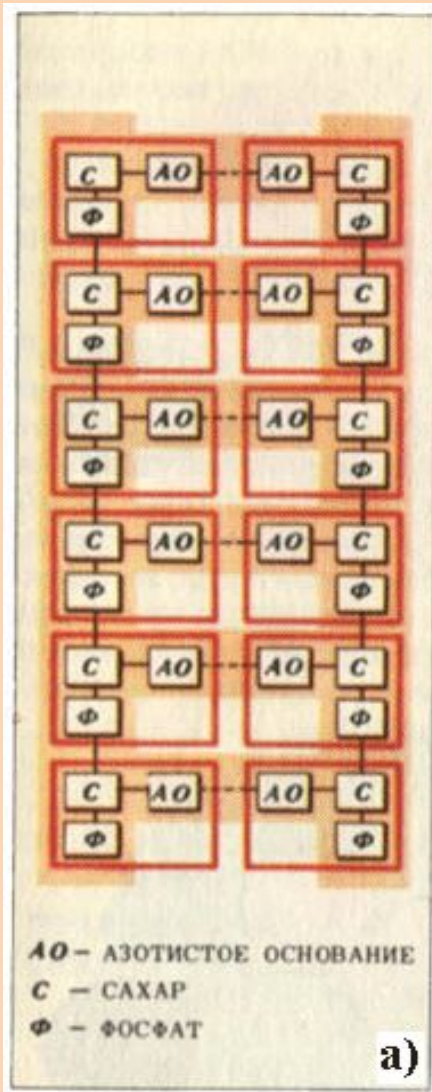 С АО АО С
Ф Ф
С АО АО С
Ф Ф
С АО АО С
Ф Ф
С АО АО С
Ф Ф
С АО АО С
Ф Ф
С АО АО С
Ф Ф
АО – АЗОТИСТОЕ ОСНОВАНИЕ
С – САХАР
Ф – ФОСФАТ
а)